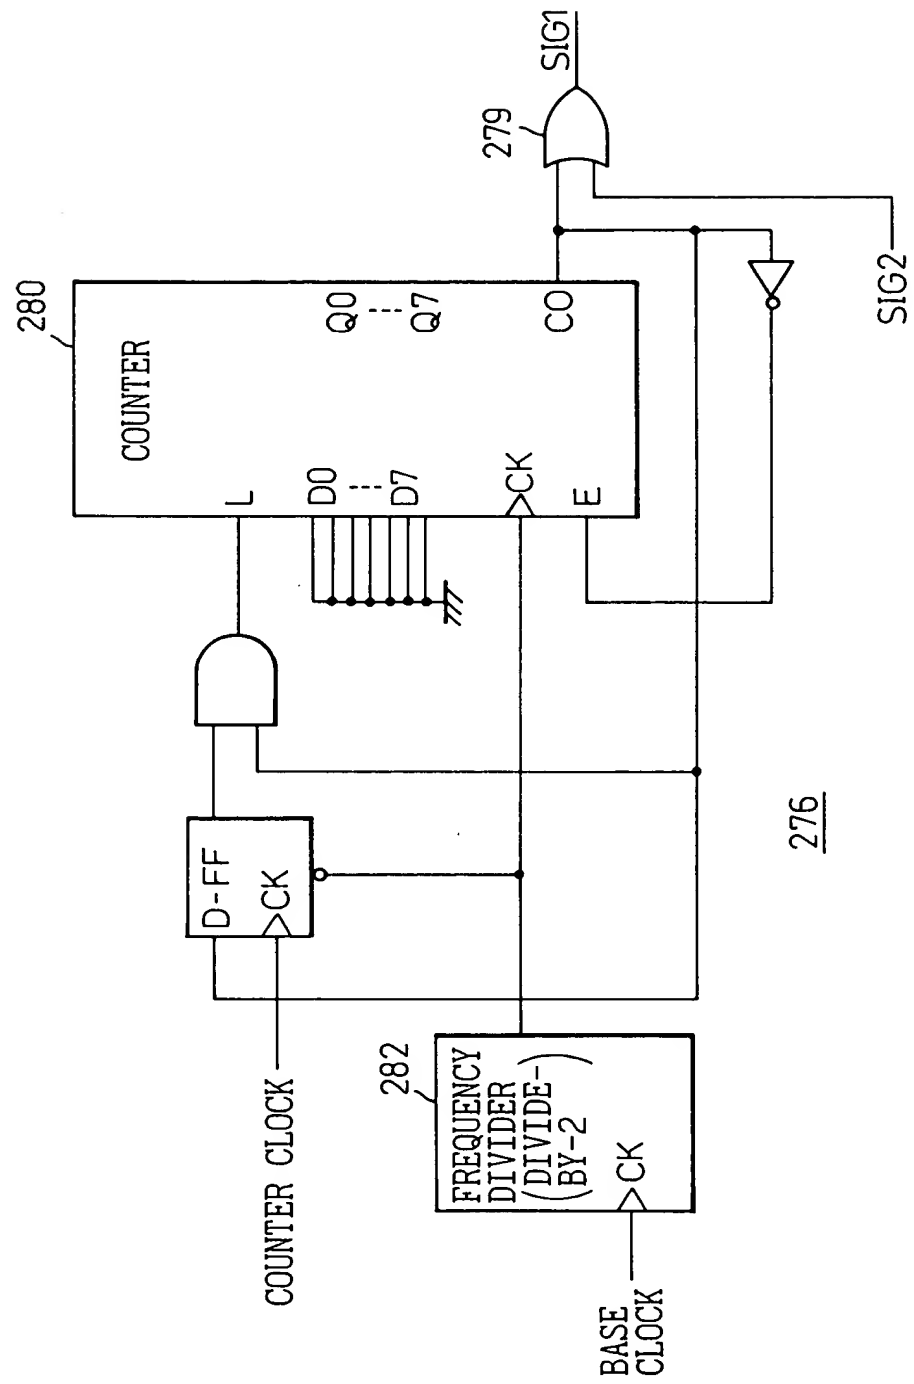 280
COUNTER
L
D0
D7
CK
E
Q0
Q7
CO
279
SIG1
SIG2
D-FF
CK
COUNTER CLOCK
282
FREQUENCY
DIVIDER
(DIVIDE-
BY-2)
CK
BASE
CLOCK
276